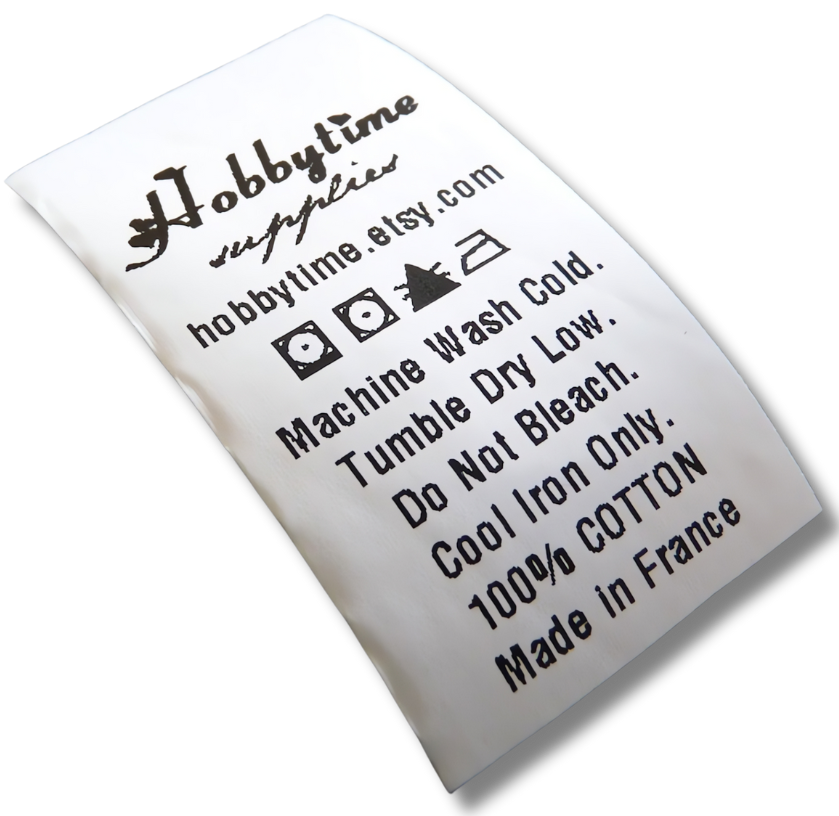 Hobbytime
supplies
hobbytime.etsy.com
Machine Wash Cold.
Tumble Dry Low.
Do Not Bleach.
Cool Iron Only.
100% COTTON
Made in France